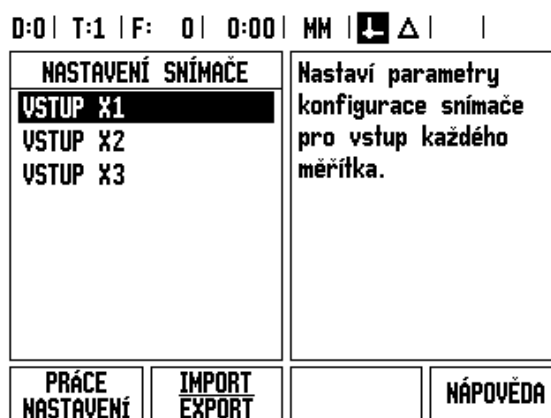 D:0 T:1 F: 0 0:00 MM
NASTAVENÍ SNÍMAČE
VSTUP X1
VSTUP X2
VSTUP X3
Nastaví parametry
konfigurace snímače
pro vstup každého
měřítka.
PRÁCE
NASTAVENÍ
IMPORT
EXPORT
NÁPOVĚDA